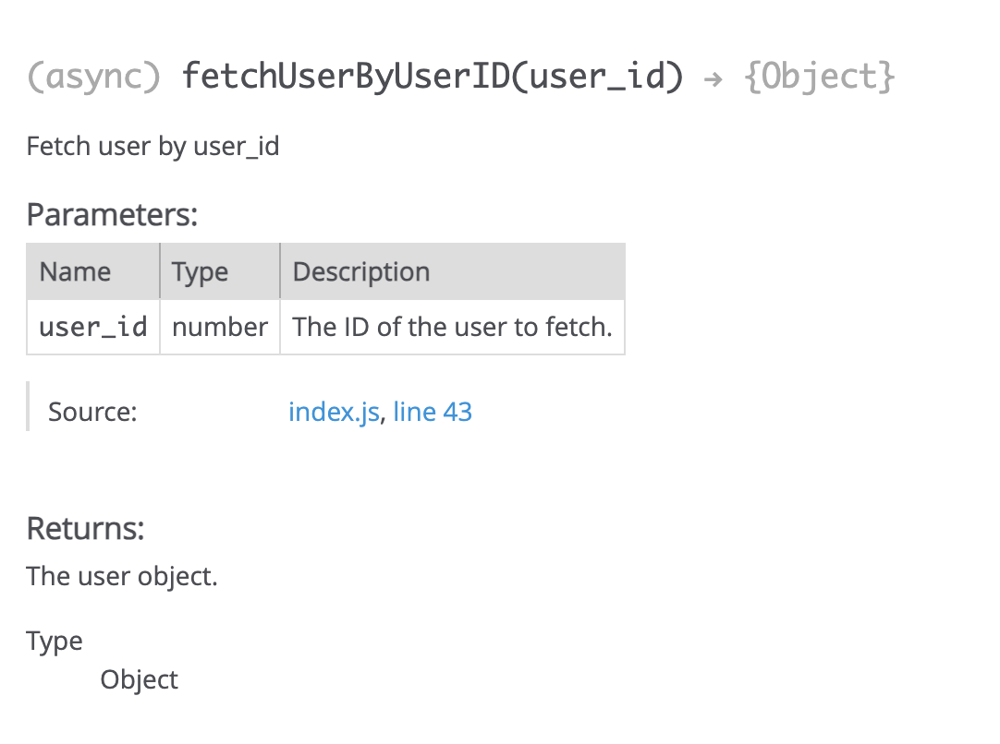 (async) fetchUserByUserID(user_id) → {Object}
Fetch user by user_id
Parameters:
Name Type Description
user_id number The ID of the user to fetch.
Source: index.js, line 43
Returns:
The user object.
Type
Object